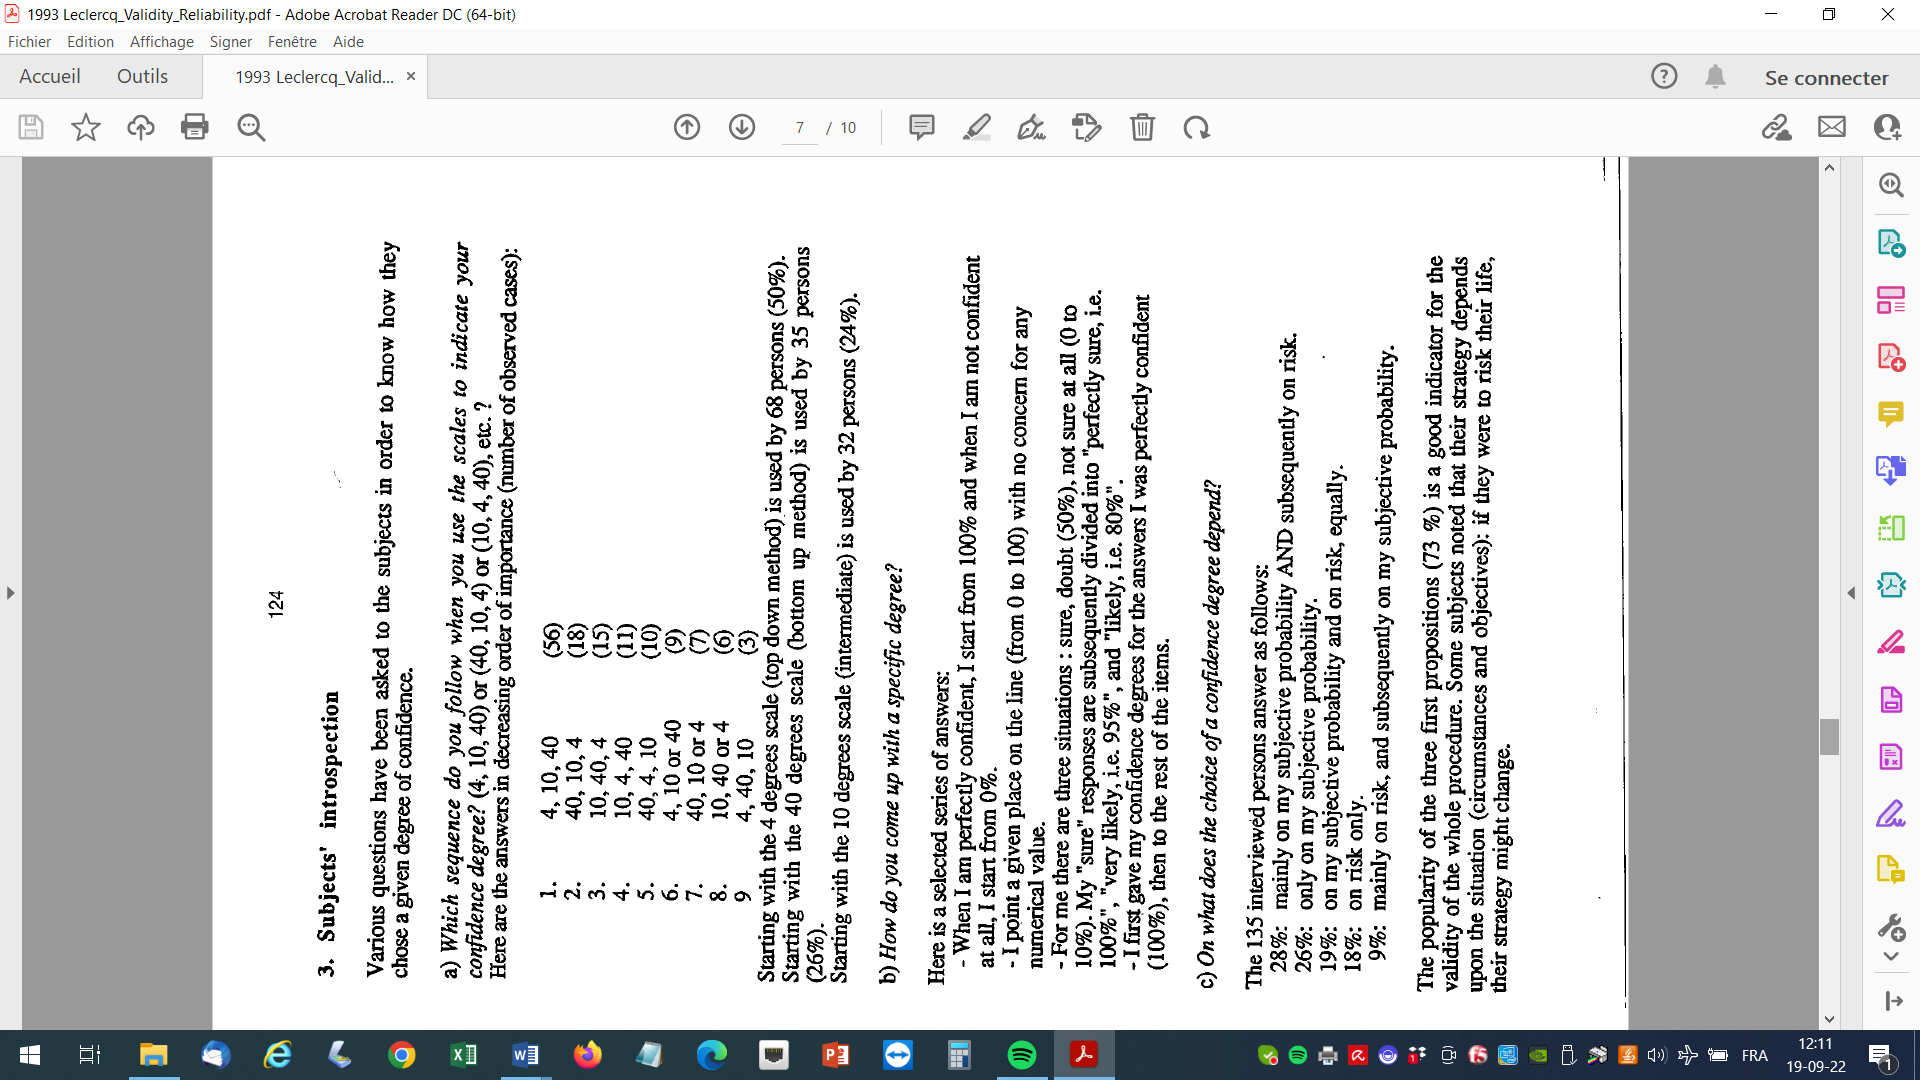 1993 Leclercq_Validity_Reliability.pdf - Adobe Acrobat Reader DC (64-bit)
Fichier Edition Affichage Signer Fenêtre Aide
Accueil Outils 1993 Leclercq_Valid... × Se connecter
7 / 10
124
3. Subjects' introspection
Various questions have been asked to the subjects in order to know how they
chose a given degree of confidence.
a) Which sequence do you follow when you use the scales to indicate your
confidence degree? (4, 10, 40) or (40, 10, 4) or (10, 4, 40), etc. ?
Here are the answers in decreasing order of importance (number of observed cases):
1. 4, 10, 40 (56)
2. 40, 10, 4 (18)
3. 10, 40, 4 (15)
4. 10, 4, 40 (11)
5. 40, 4, 10 (10)
6. 4, 10 or 40 (9)
7. 40, 10 or 4 (7)
8. 10, 40 or 4 (6)
9 4, 40, 10 (3)
Starting with the 4 degrees scale (top down method) is used by 68 persons (50%).
Starting with the 40 degrees scale (bottom up method) is used by 35 persons
(26%).
Starting with the 10 degrees scale (intermediate) is used by 32 persons (24%).
b) How do you come up with a specific degree?
Here is a selected series of answers:
- When I am perfectly confident, I start from 100% and when I am not confident
at all, I start from 0%.
- I point a given place on the line (from 0 to 100) with no concern for any
numerical value.
- For me there are three situations : sure, doubt (50%), not sure at all (0 to
10%). My "sure" responses are subsequently divided into "perfectly sure, i.e.
100%", "very likely, i.e. 95%", and "likely, i.e. 80%".
- I first gave my confidence degrees for the answers I was perfectly confident
(100%), then to the rest of the items.
c) On what does the choice of a confidence degree depend?
The 135 interviewed persons answer as follows:
28%: mainly on my subjective probability AND subsequently on risk.
26%: only on my subjective probability.
19%: on my subjective probability and on risk, equally.
18%: on risk only.
9%: mainly on risk, and subsequently on my subjective probability.
The popularity of the three first propositions (73 %) is a good indicator for the
validity of the whole procedure. Some subjects noted that their strategy depends
upon the situation (circumstances and objectives): if they were to risk their life,
their strategy might change.
FRA 12:11
19-09-22
1